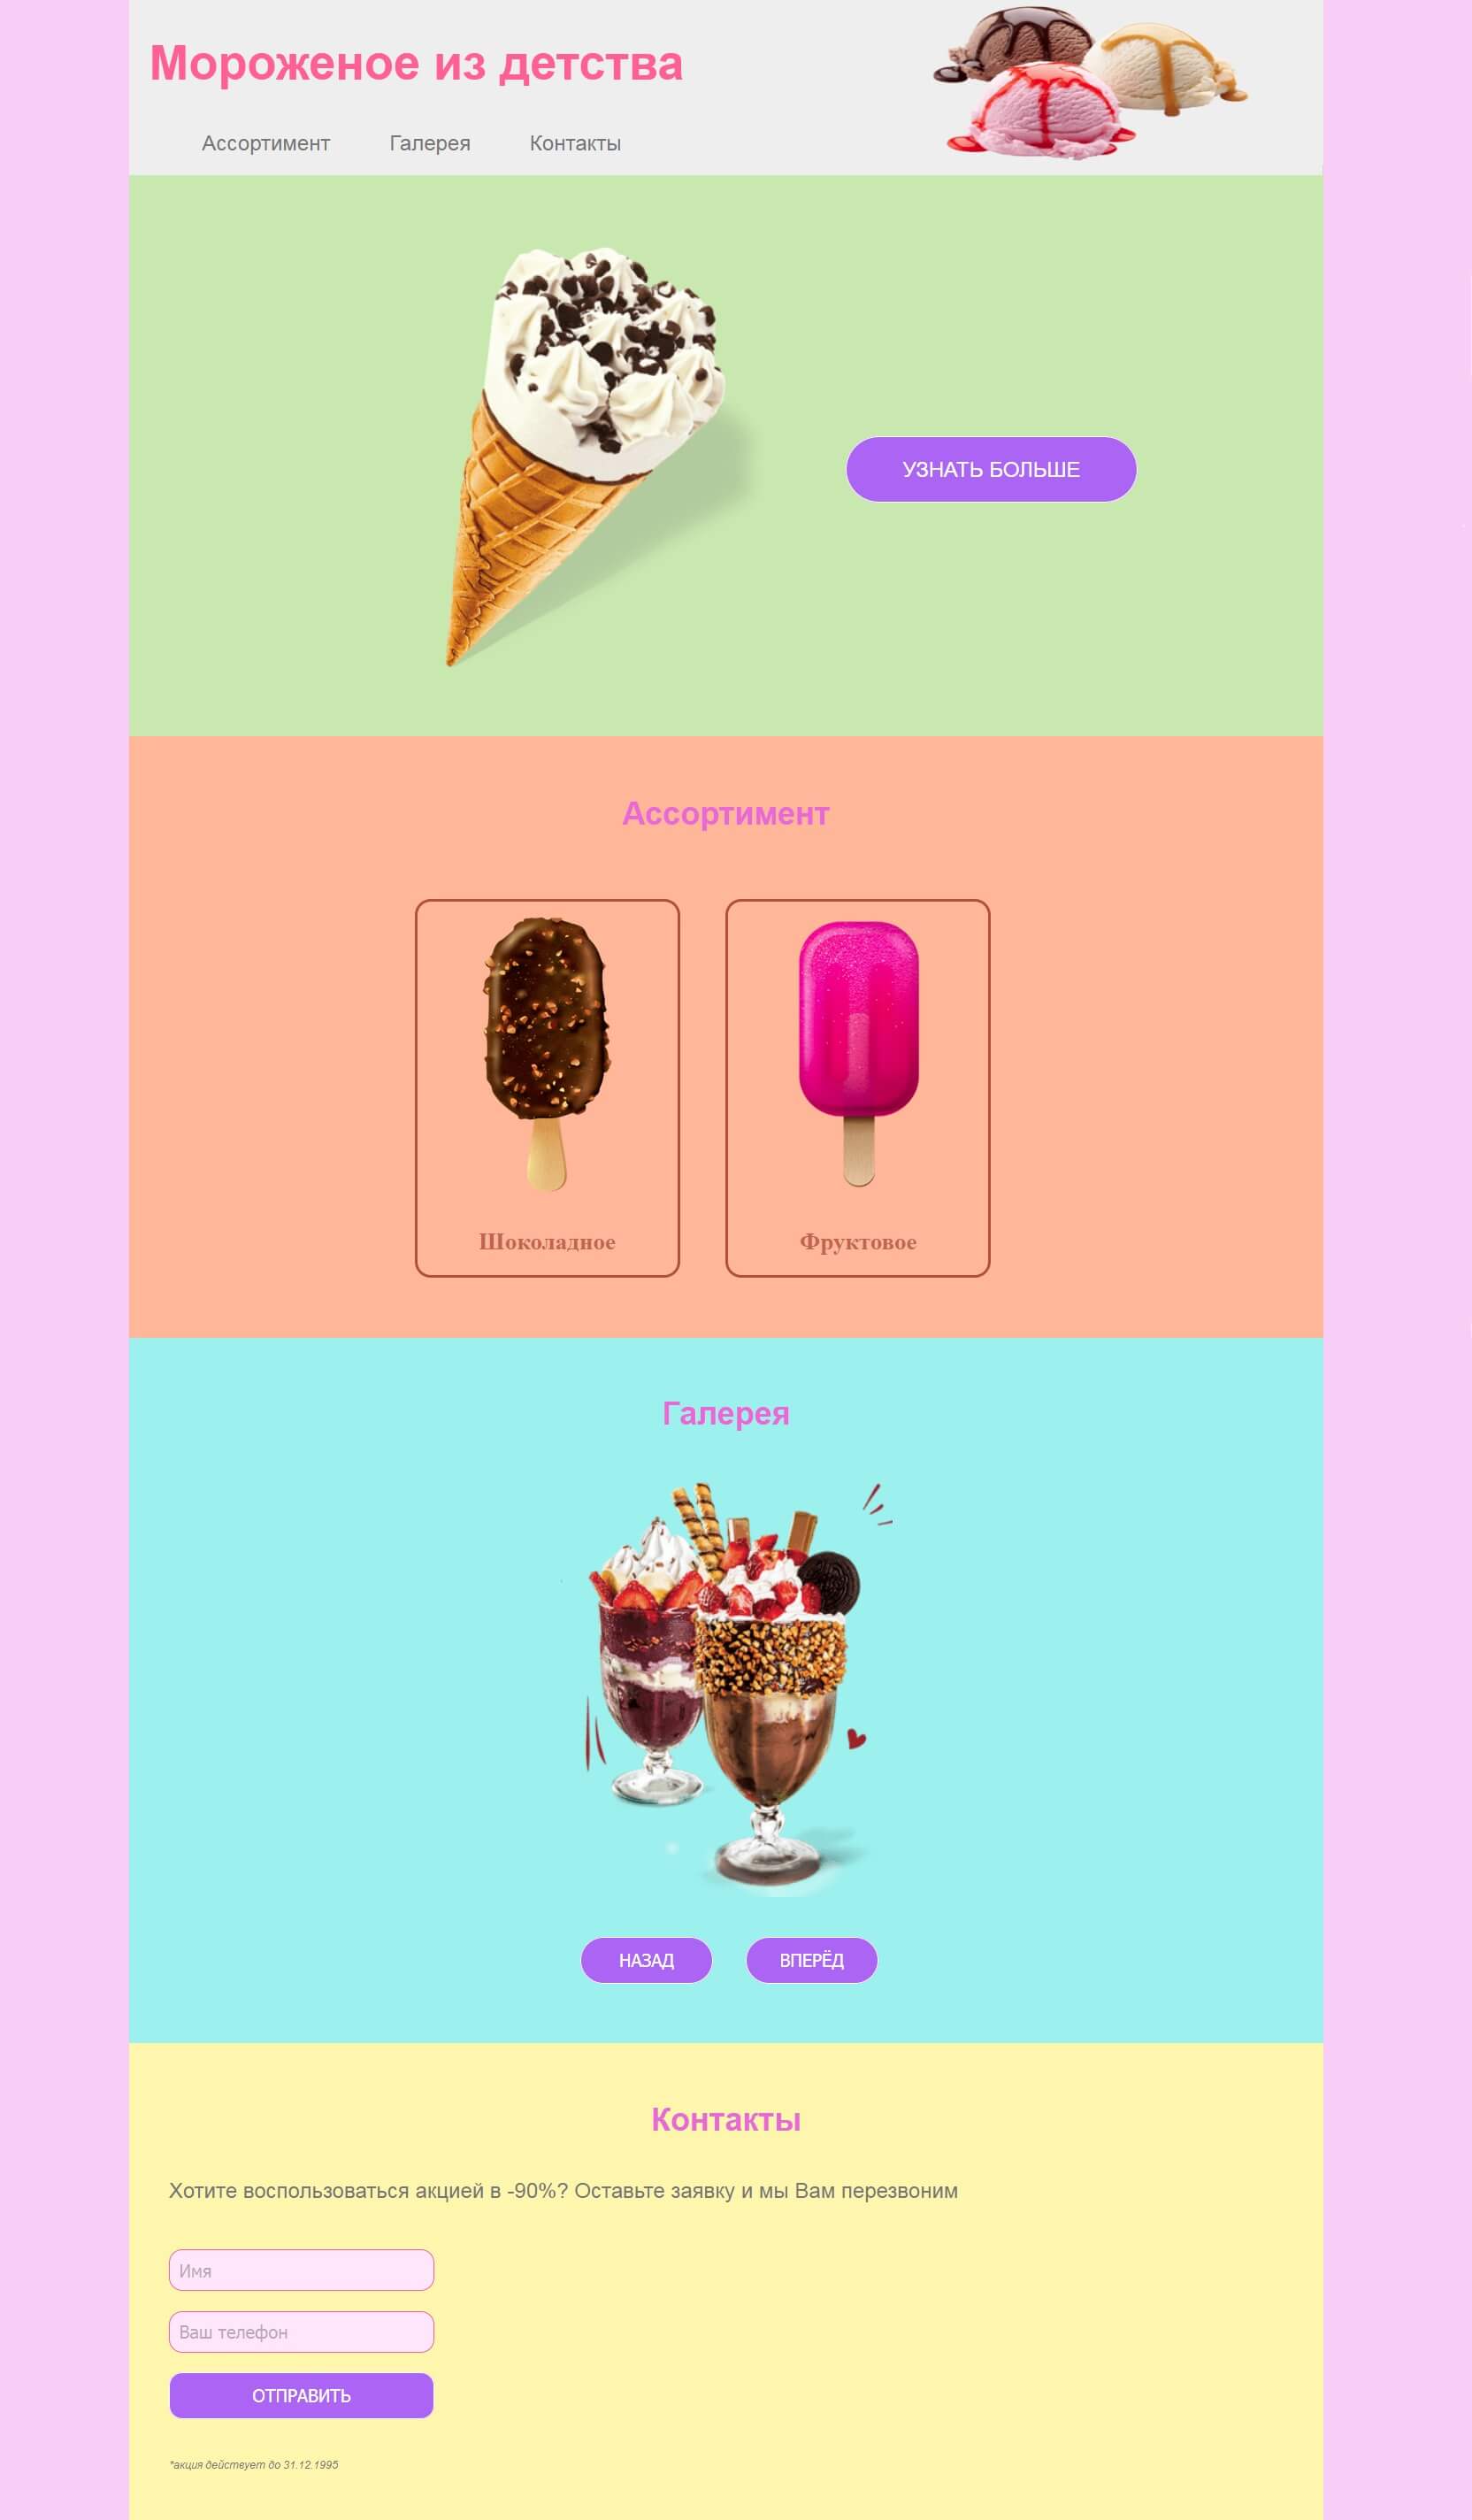 Мороженое из детства
Ассортимент Галерея Контакты
УЗНАТЬ БОЛЬШЕ
Ассортимент
Шоколадное
Фруктовое
Галерея
НАЗАД
ВПЕРЁД
Контакты
Хотите воспользоваться акцией в -90%? Оставьте заявку и мы Вам перезвоним
Имя
Ваш телефон
ОТПРАВИТЬ
*акция действует до 31.12.1995